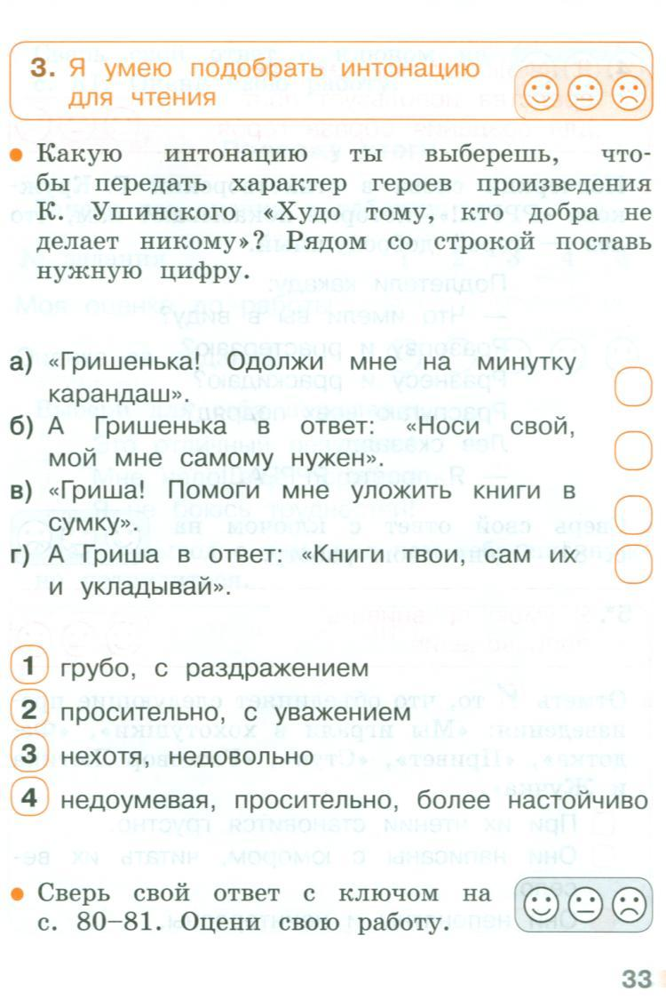 3. Я умею подобрать интонацию
для чтения
• Какую интонацию ты выберешь, что-
бы передать характер героев произведения
К. Ушинского «Худо тому, кто добра не
делает никому»? Рядом со строкой поставь
нужную цифру.
а) «Гришенька! Одолжи мне на минутку
карандаш».
б) А Гришенька в ответ: «Носи свой,
мой мне самому нужен».
в) «Гриша! Помоги мне уложить книги в
сумку».
г) А Гриша в ответ: «Книги твои, сам их
и укладывай».
1 грубо, с раздражением
2 просительно, с уважением
3 нехотя, недовольно
4 недоумевая, просительно, более настойчиво
• Сверь свой ответ с ключом на
с. 80–81. Оцени свою работу.
33